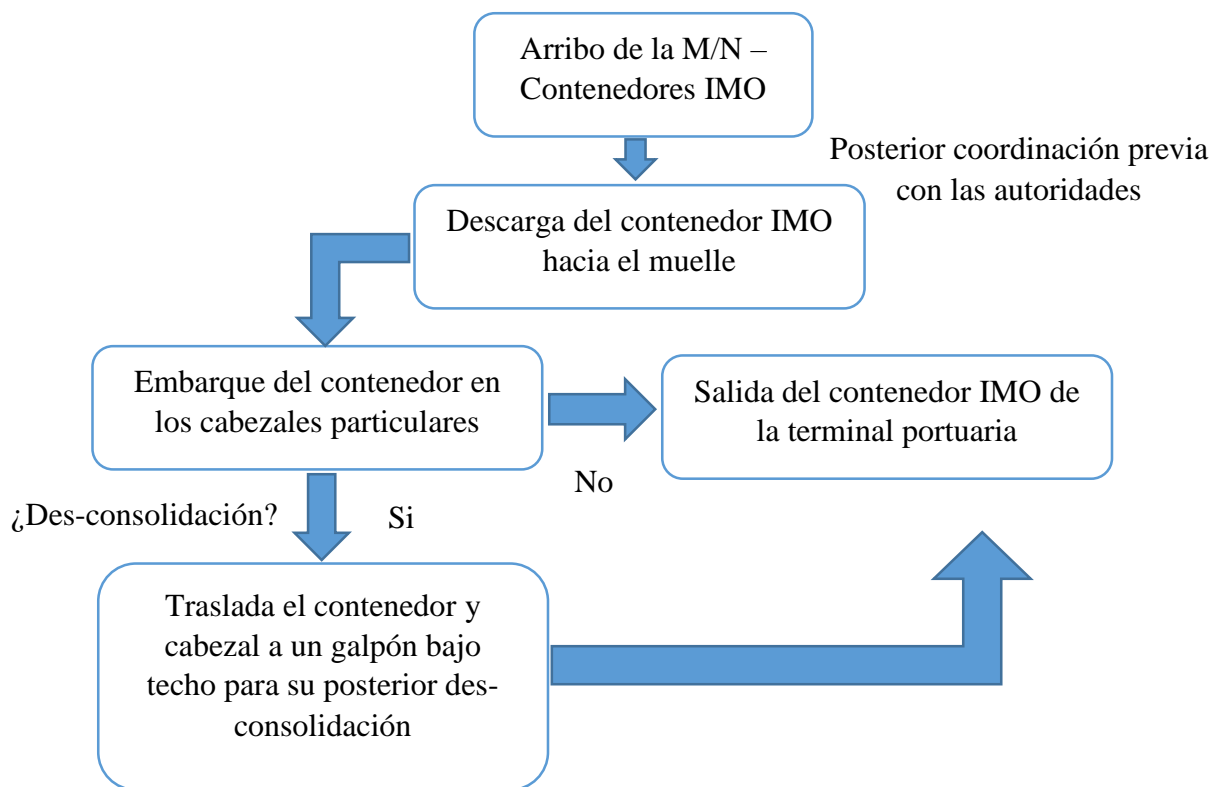 Arribo de la M/N –
Contenedores IMO
Posterior coordinación previa
con las autoridades
Descarga del contenedor IMO
hacia el muelle
Embarque del contenedor en
los cabezales particulares
Salida del contenedor IMO de
la terminal portuaria
No
¿Des-consolidación?
Si
Traslada el contenedor y
cabezal a un galpón bajo
techo para su posterior des-
consolidación